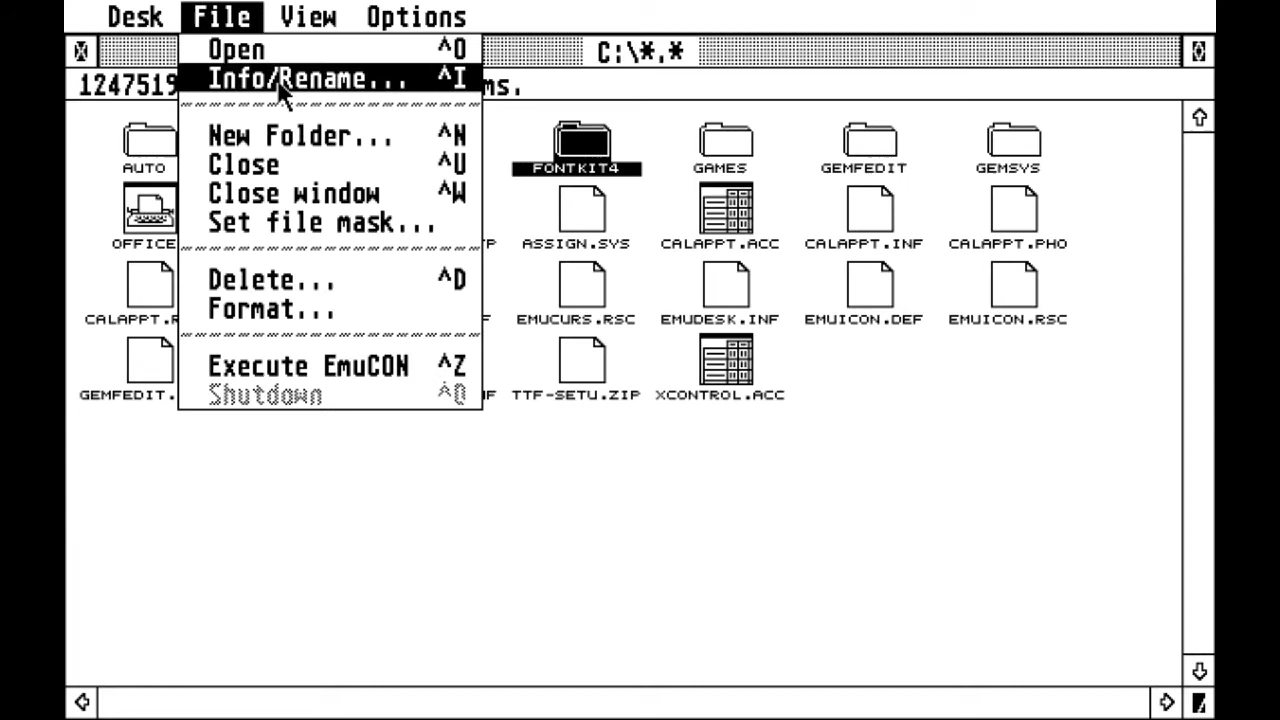 Desk File View Options
C:\*.*
Open ^O
1247519 ms.
Info/Rename... ^I
New Folder... ^N
Close ^U
Close window ^W
Set file mask...
Delete... ^D
Format...
Execute EmuCON ^Z
Shutdown ^Q
AUTO FONTKIT4 GAMES GEMFEDIT GEMSYS
OFFICE ASSIGN.SYS CALAPPT.ACC CALAPPT.INF CALAPPT.PHO
CALAPPT.R EMUCURS.RSC EMUDESK.INF EMUICON.DEF EMUICON.RSC
GEMFEDIT. TTF-SETU.ZIP XCONTROL.ACC